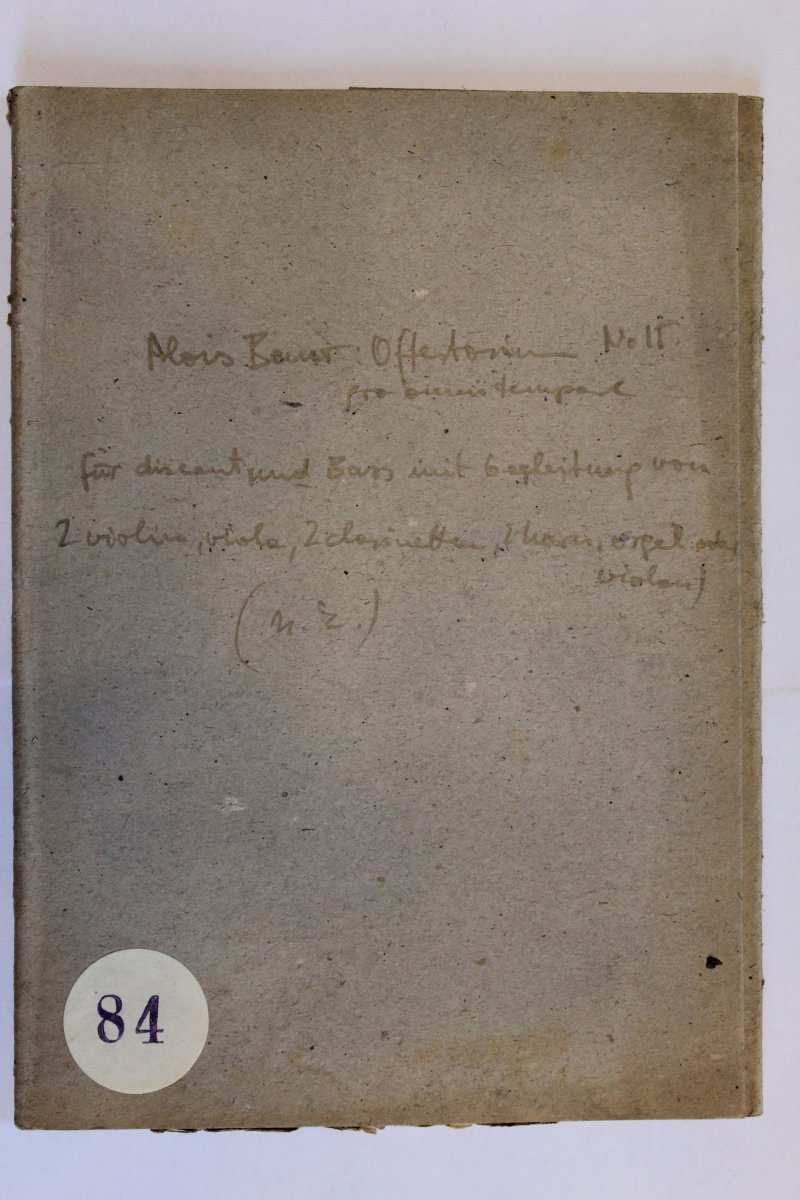 Alois Bauer: Offertorium No 15
pro omni tempore
für discant und Bass mit begleitung von
2 violin, viola, 2 clarinetten, 2 horn, orgel oder
violon)
(n. E.)
84